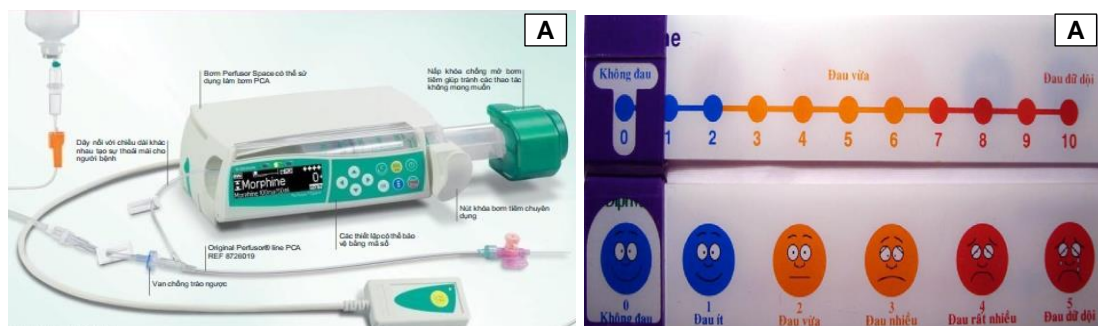 A
Bơm Perfusor Space có thể sử
dụng làm bơm PCA
Nắp khóa chống mở bơm
tiêm giúp tránh các thao tác
không mong muốn
Dây nối với chiều dài khác
nhau tạo sự thoải mái cho
người bệnh
Morphine
0
Nút khóa bơm tiêm chuyên
dụng
Các thiết lập có thể bảo
vệ bằng mã số
Original Perfusor® line PCA
REF 8726019
Van chống trào ngược
A
ne
Không đau
Đau vừa
Đau dữ dội
0 1 2 3 4 5 6 7 8 9 10
Diprivan
0 1 2 3 4 5
Không đau Đau ít Đau vừa Đau nhiều Đau rất nhiều Đau dữ dội